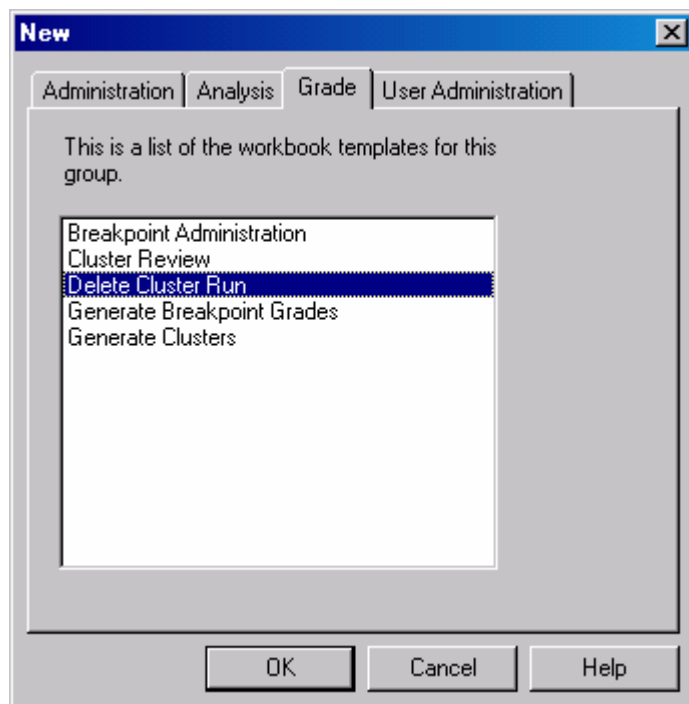 New
Administration
Analysis
Grade
User Administration
This is a list of the workbook templates for this
group.
Breakpoint Administration
Cluster Review
Delete Cluster Run
Generate Breakpoint Grades
Generate Clusters
OK
Cancel
Help